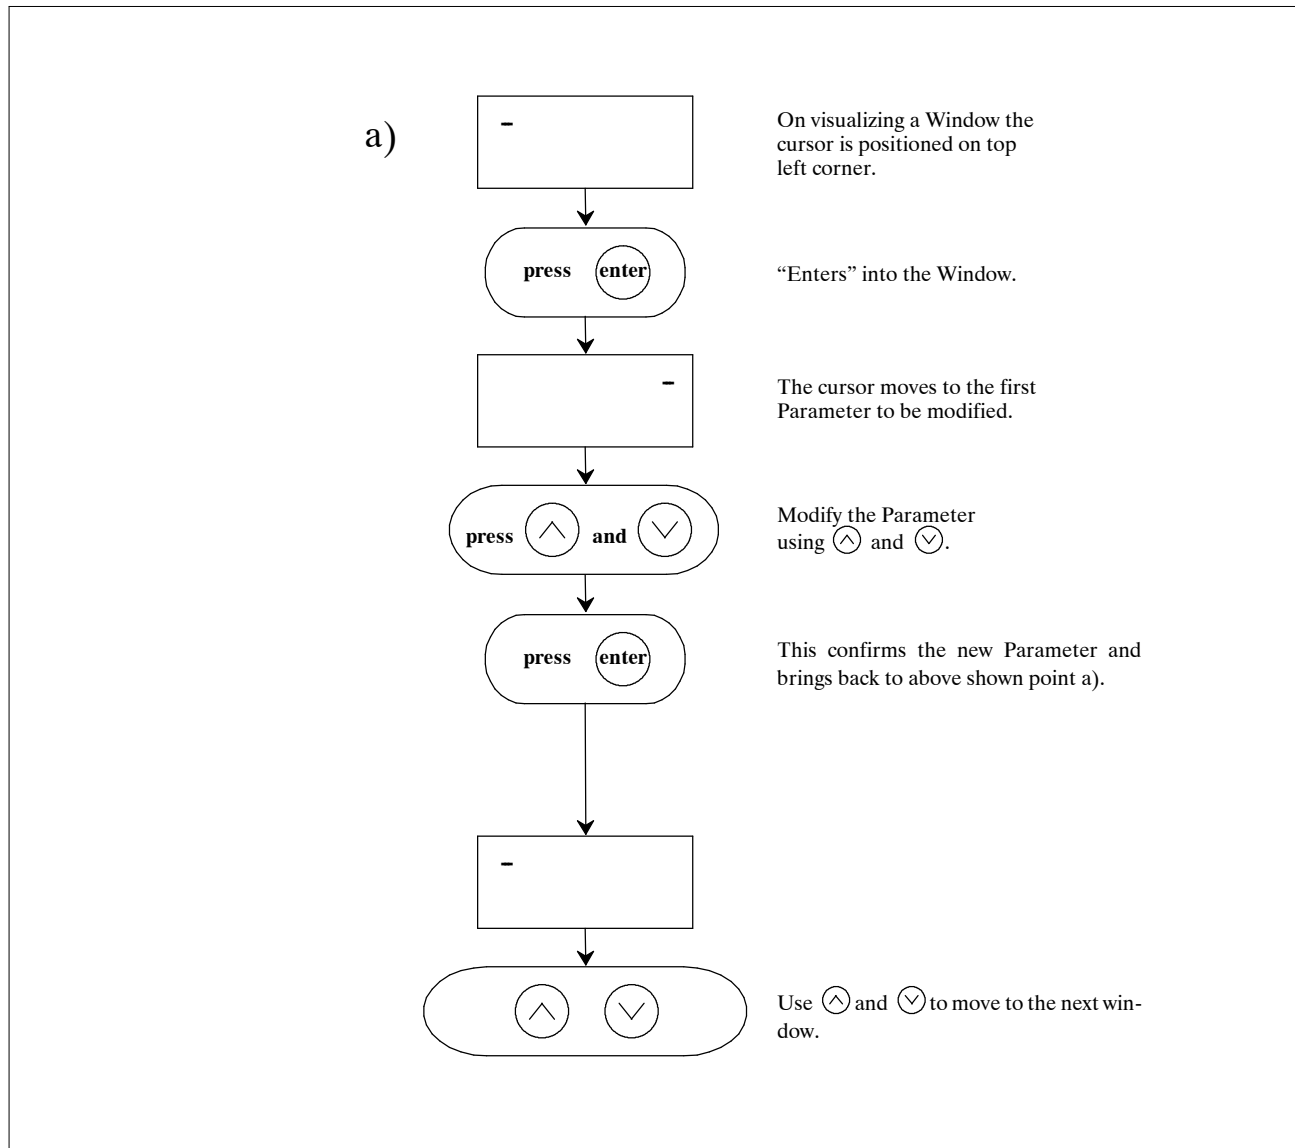 a)
On visualizing a Window the
cursor is positioned on top
left corner.
press enter
“Enters” into the Window.
The cursor moves to the first
Parameter to be modified.
press and
Modify the Parameter
using and .
press enter
This confirms the new Parameter and
brings back to above shown point a).
Use and to move to the next win-
dow.